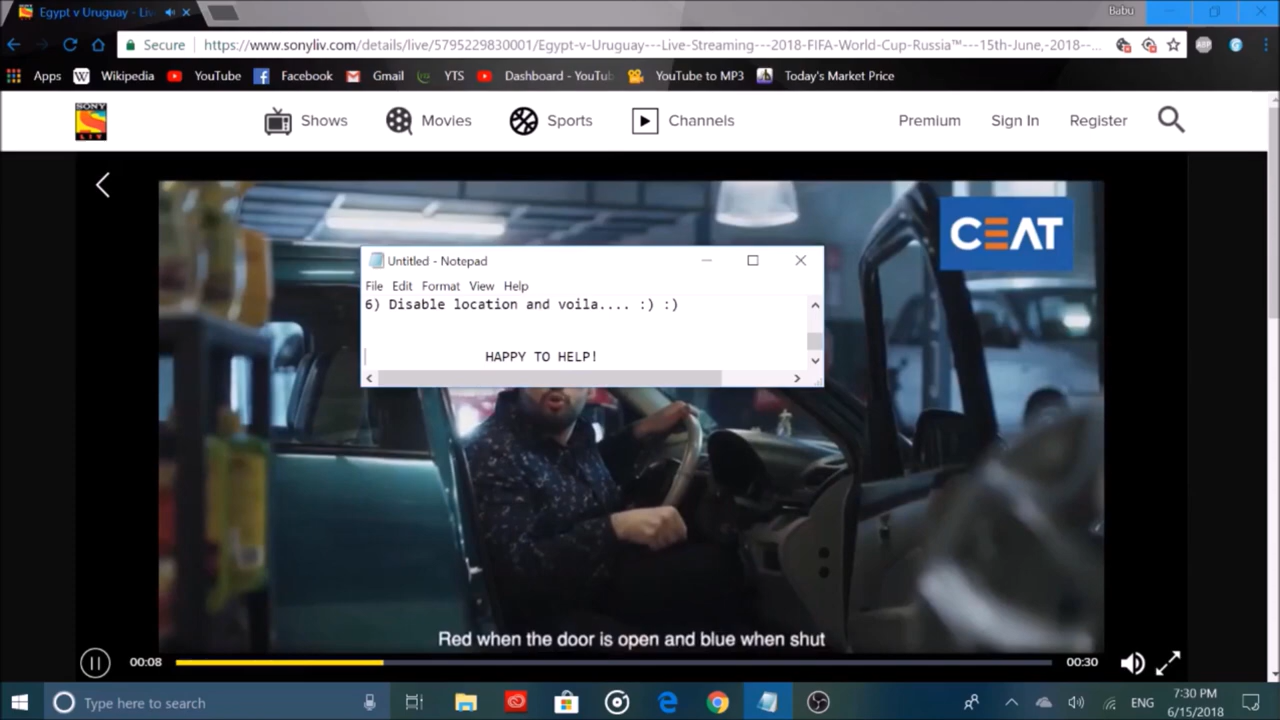 Egypt v Uruguay - Liv
Babu
Secure
https://www.sonyliv.com/details/live/5795229830001/Egypt-v-Uruguay---Live-Streaming---2018-FIFA-World-Cup-Russia™---15th-June,-2018--...
ABP
Apps
W Wikipedia
YouTube
Facebook
Gmail
YTS
Dashboard - YouTub
YouTube to MP3
Today's Market Price
SONY
LIV
Shows
Movies
Sports
Channels
Premium
Sign In
Register
CEAT
Untitled - Notepad
File Edit Format View Help
6) Disable location and voila.... :) :)
HAPPY TO HELP!
Red when the door is open and blue when shut
00:08
00:30
Type here to search
ENG
7:30 PM
6/15/2018